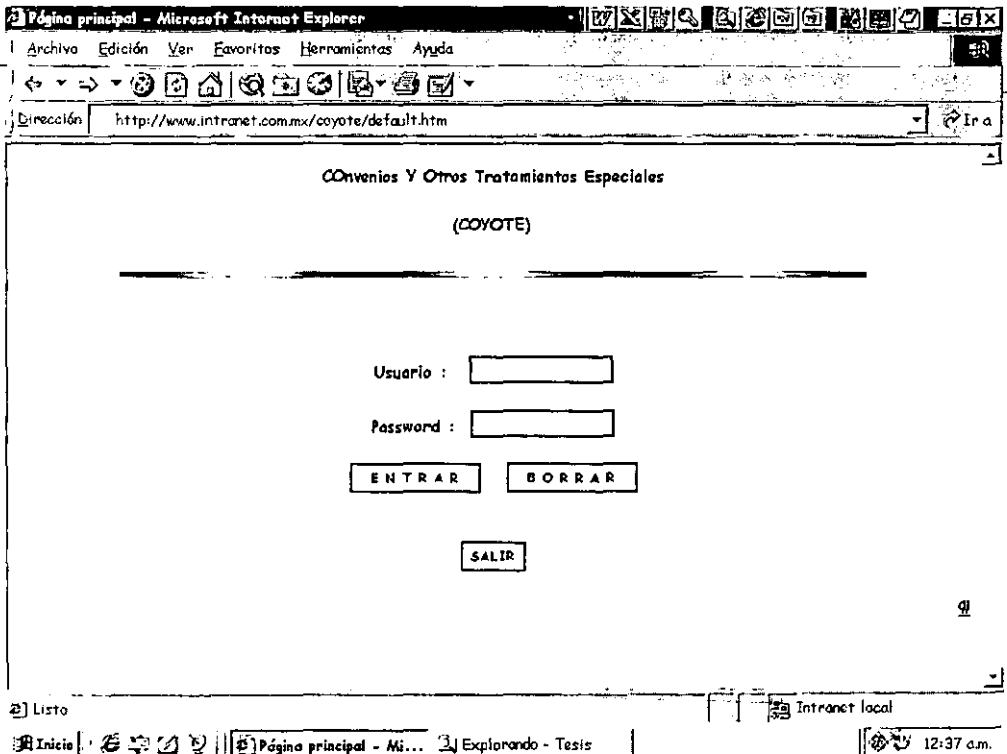 Página principal - Microsoft Internet Explorer
Archivo Edición Ver Favoritos Herramientas Ayuda
Dirección http://www.intranet.com.mx/coyote/default.htm Ir a
COnvenios Y Otros Tratamientos Especiales
(COYOTE)
Usuario :
Password :
ENTRAR BORRAR
SALIR
¶
Listo Intranet local
Inicio Página principal - Mi... Explorando - Tesis 12:37 a.m.